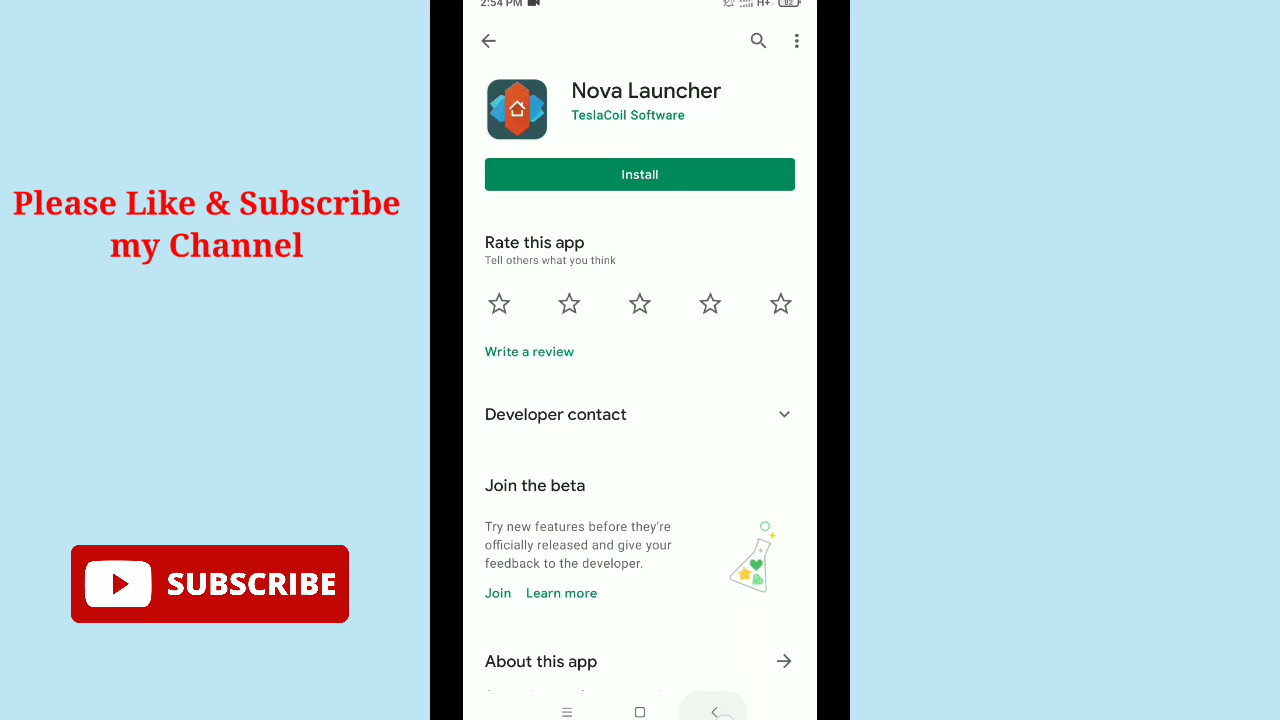 2:54 PM
H+
82
Nova Launcher
TeslaCoil Software
Install
Rate this app
Tell others what you think
Write a review
Developer contact
Join the beta
Try new features before they're
officially released and give your
feedback to the developer.
Join Learn more
About this app
Please Like & Subscribe
my Channel
SUBSCRIBE